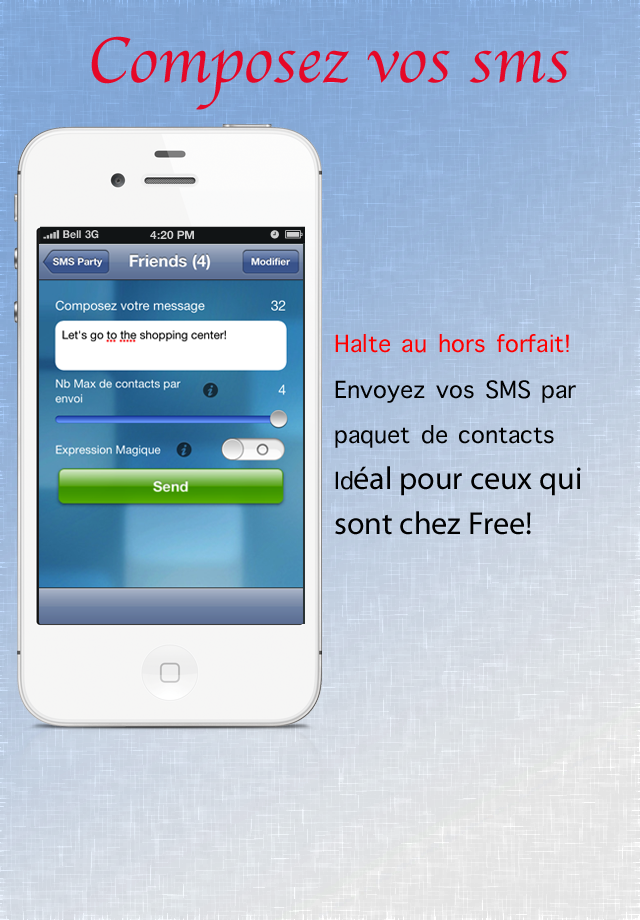 Composez vos sms
Bell 3G 4:20 PM
SMS Party Friends (4) Modifier
Composez votre message 32
Let's go to the shopping center!
Nb Max de contacts par
envoi 4
Expression Magique
Send
Halte au hors forfait!
Envoyez vos SMS par
paquet de contacts
Idéal pour ceux qui
sont chez Free!